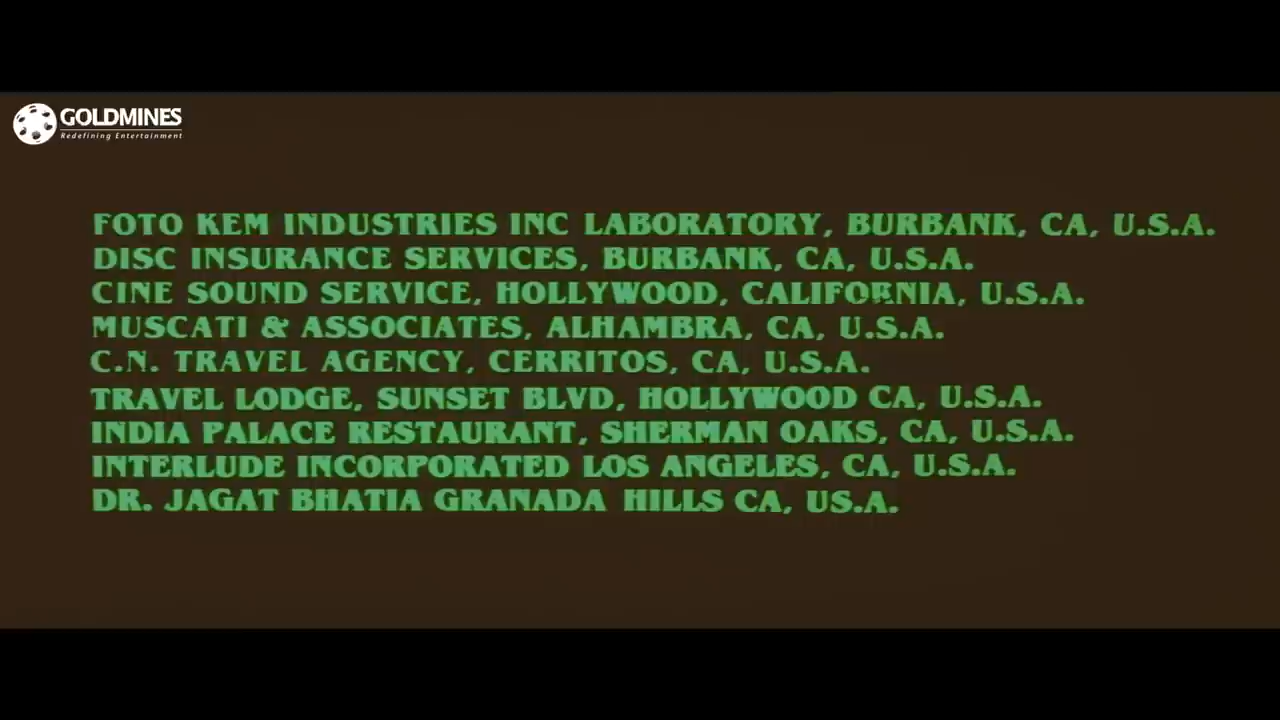 GOLDMINES
Redefining Entertainment
FOTO KEM INDUSTRIES INC LABORATORY, BURBANK, CA, U.S.A.
DISC INSURANCE SERVICES, BURBANK, CA, U.S.A.
CINE SOUND SERVICE, HOLLYWOOD, CALIFORNIA, U.S.A.
MUSCATI & ASSOCIATES, ALHAMBRA, CA, U.S.A.
C.N. TRAVEL AGENCY, CERRITOS, CA, U.S.A.
TRAVEL LODGE, SUNSET BLVD, HOLLYWOOD CA, U.S.A.
INDIA PALACE RESTAURANT, SHERMAN OAKS, CA, U.S.A.
INTERLUDE INCORPORATED LOS ANGELES, CA, U.S.A.
DR. JAGAT BHATIA GRANADA HILLS CA, US.A.